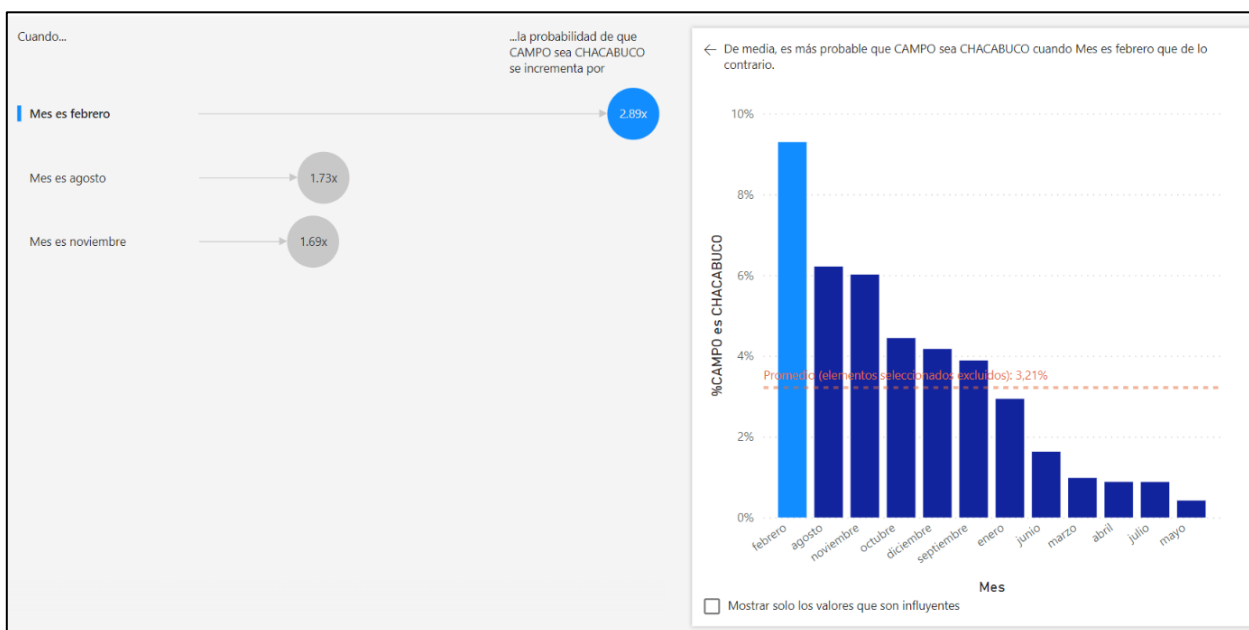 Cuando...
...la probabilidad de que
CAMPO sea CHACABUCO
se incrementa por
Mes es febrero
2.89x
Mes es agosto
1.73x
Mes es noviembre
1.69x
← De media, es más probable que CAMPO sea CHACABUCO cuando Mes es febrero que de lo
contrario.
10%
8%
6%
4%
2%
0%
%CAMPO es CHACABUCO
Promedio (elementos seleccionados excluidos): 3,21%
febrero
agosto
noviembre
octubre
diciembre
septiembre
enero
junio
marzo
abril
julio
mayo
Mes
Mostrar solo los valores que son influyentes